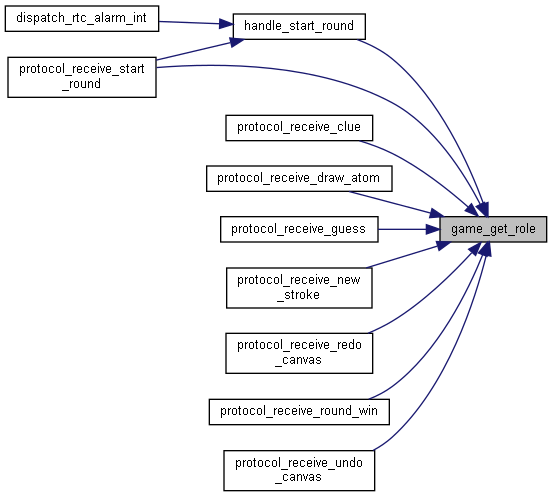 dispatch_rtc_alarm_int
handle_start_round
protocol_receive_start
_round
protocol_receive_clue
protocol_receive_draw_atom
protocol_receive_guess
game_get_role
protocol_receive_new
_stroke
protocol_receive_redo
_canvas
protocol_receive_round_win
protocol_receive_undo
_canvas